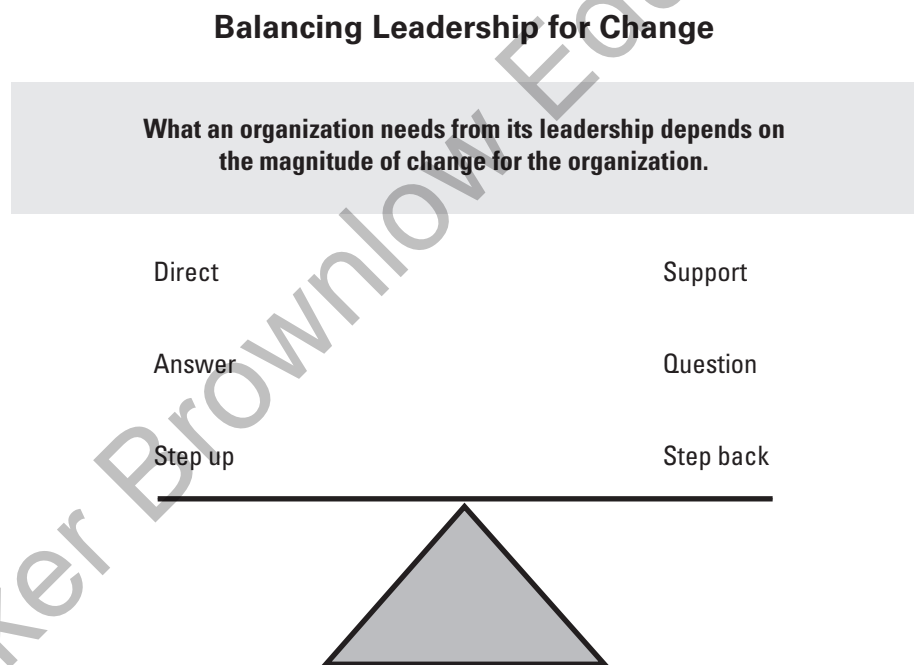 Balancing Leadership for Change
What an organization needs from its leadership depends on
the magnitude of change for the organization.
Direct Support
Answer Question
Step up Step back
Brownlow